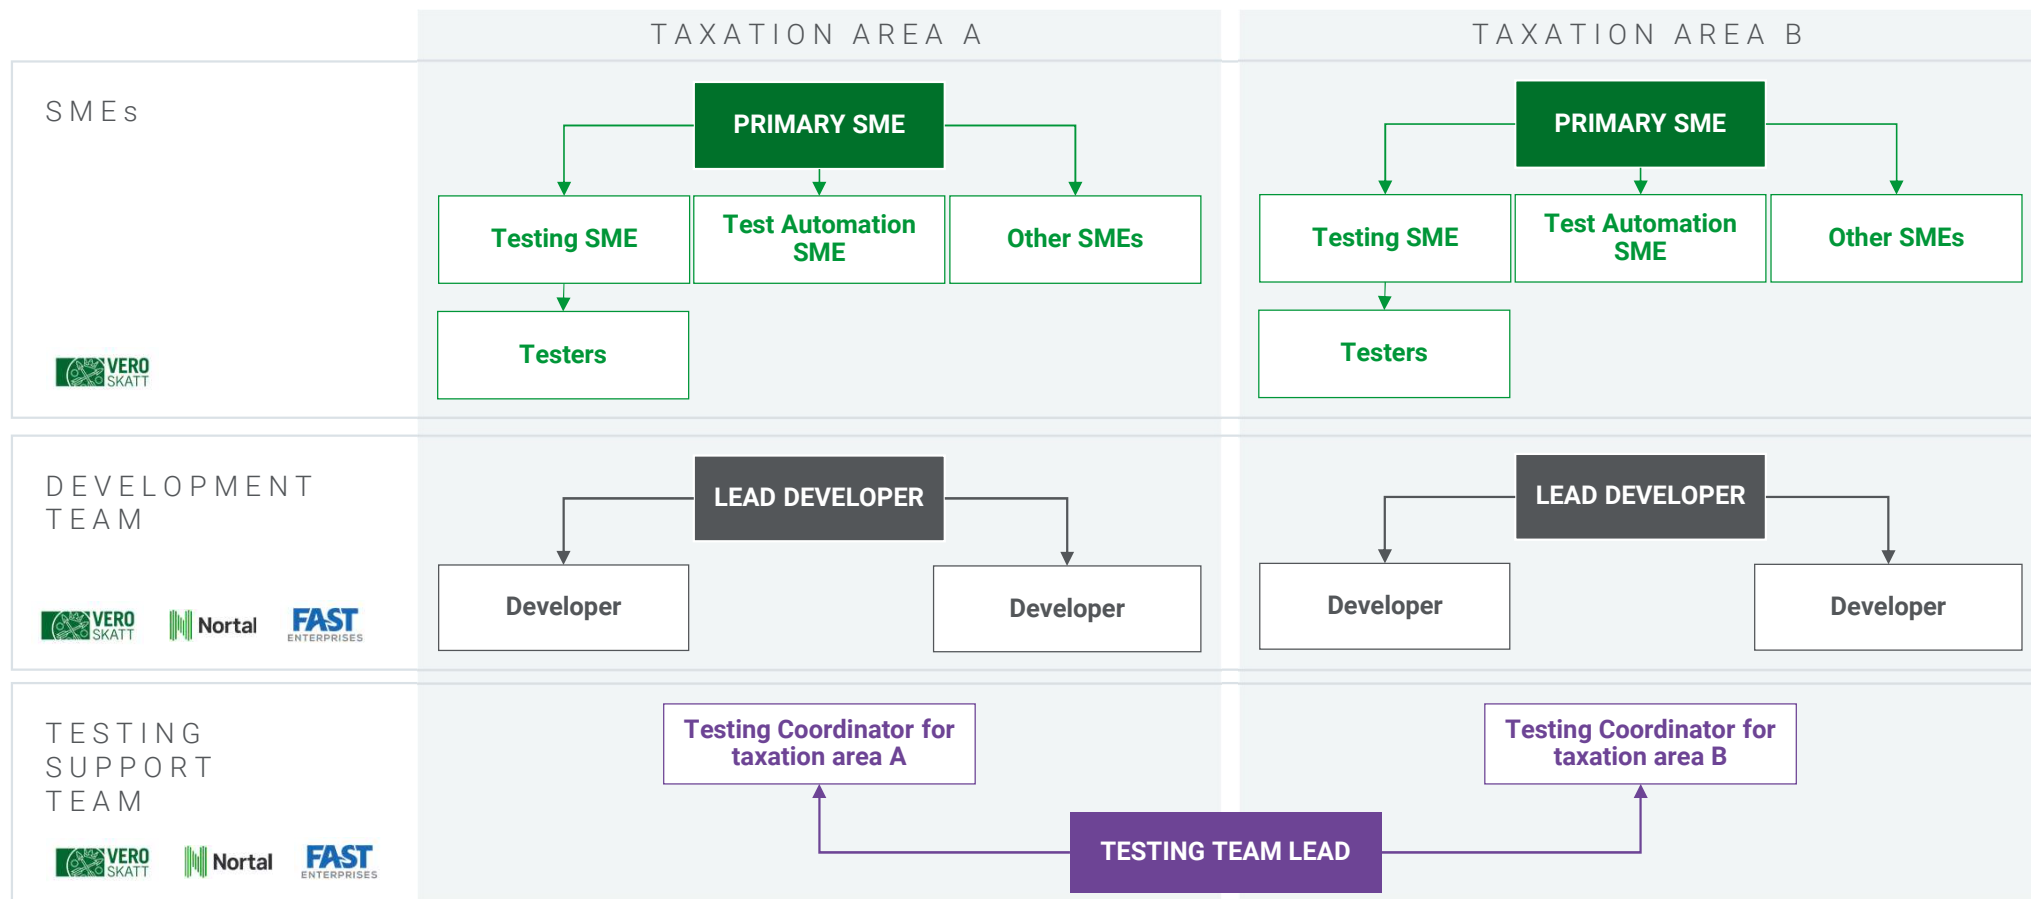 TAXATION AREA A
TAXATION AREA B
SMEs
PRIMARY SME
PRIMARY SME
Testing SME
Test Automation
SME
Other SMEs
Testing SME
Test Automation
SME
Other SMEs
Testers
Testers
VERO
SKATT
DEVELOPMENT
TEAM
LEAD DEVELOPER
LEAD DEVELOPER
Developer
Developer
Developer
Developer
VERO
SKATT
Nortal
FAST
ENTERPRISES
TESTING
SUPPORT
TEAM
Testing Coordinator for
taxation area A
Testing Coordinator for
taxation area B
TESTING TEAM LEAD
VERO
SKATT
Nortal
FAST
ENTERPRISES